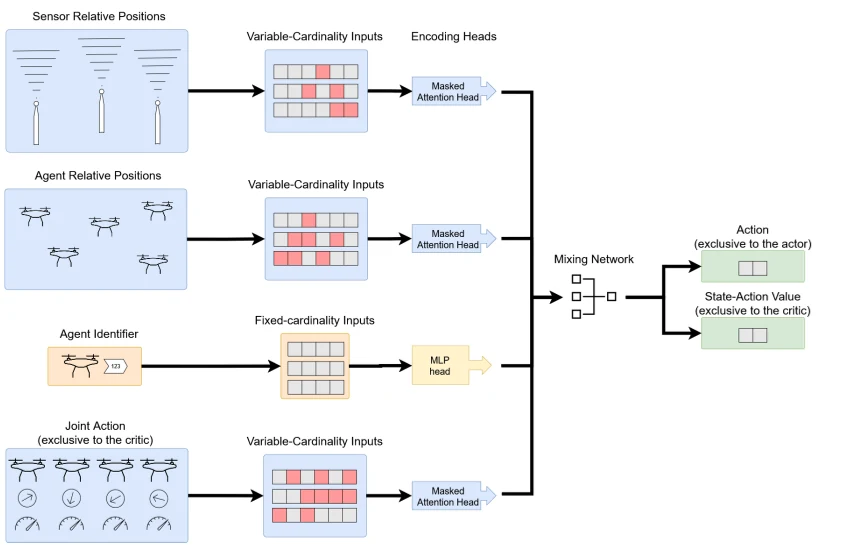 Sensor Relative Positions
Variable-Cardinality Inputs
Encoding Heads
Masked
Attention Head
Agent Relative Positions
Variable-Cardinality Inputs
Masked
Attention Head
Agent Identifier
123
Fixed-cardinality Inputs
MLP
head
Joint Action
(exclusive to the critic)
Variable-Cardinality Inputs
Masked
Attention Head
Mixing Network
Action
(exclusive to the actor)
State-Action Value
(exclusive to the critic)